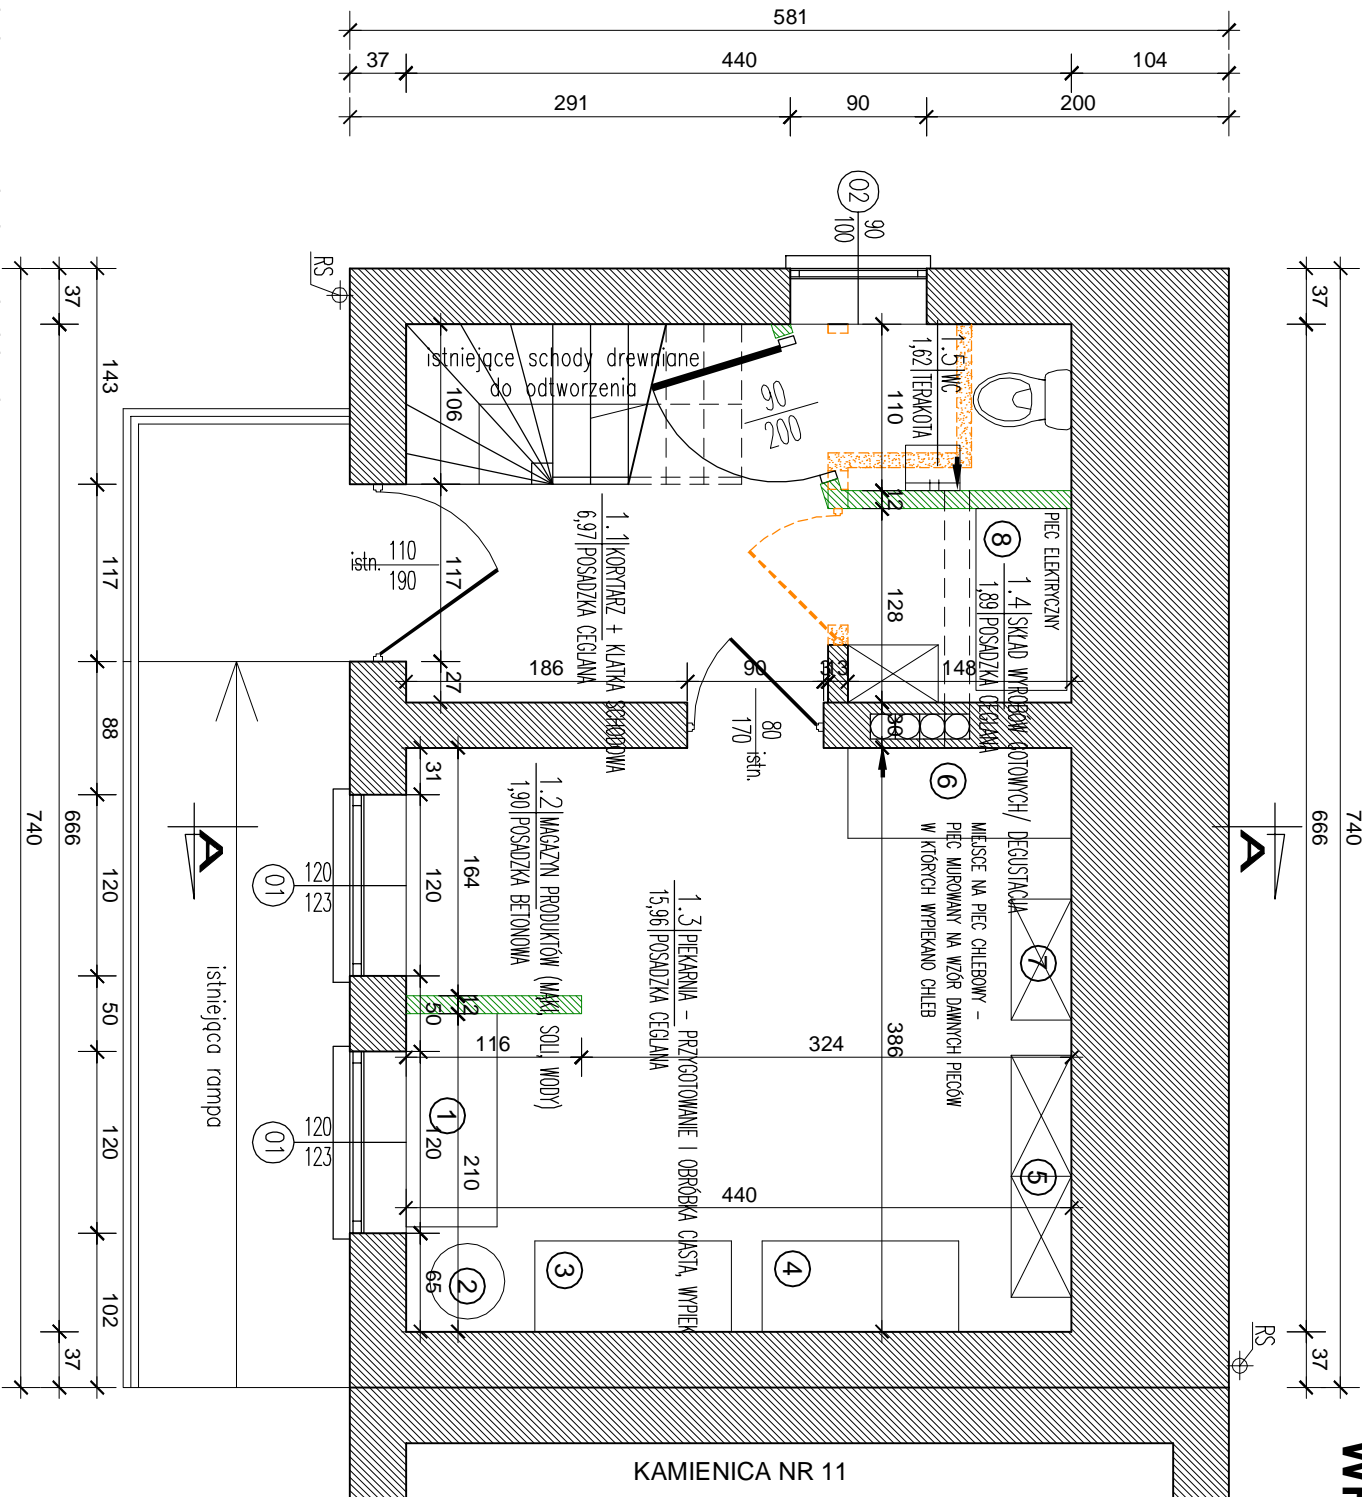 581
37
440
104
291
90
200
02
90
100
RS
37
666
740
37
143
117
88
120
50
120
102
37
666
740
istniejące schody drewniane
do odtworzenia
106
90
200
1.5 WC
1,62 TERAKOTA
110
12
PIEC ELEKTRYCZNY
8
1.4 SKŁAD WYROBÓW GOTOWYCH/ DEGUSTACJA
1,89 POSADZKA CEGLANA
128
148
istn.
110
190
117
27
1.1 KORYTARZ + KLATKA SCHODOWA
6,97 POSADZKA CEGLANA
186
90
13
80
170
istn.
6
MIEJSCE NA PIEC CHLEBOWY –
PIEC MUROWANY NA WZÓR DAWNYCH PIECÓW
W KTÓRYCH WYPIEKANO CHLEB
31
164
120
1.2 MAGAZYN PRODUKTÓW (MĄKI, SOLI, WODY)
1,90 POSADZKA BETONOWA
1.3 PIEKARNIA – PRZYGOTOWANIE I OBRÓBKA CIASTA, WYPIEK
15,96 POSADZKA CEGLANA
7
A
A
01
120
123
istniejąca rampa
50
12
116
324
386
01
120
123
1
120
210
440
5
2
65
3
4
RS
37
KAMIENICA NR 11